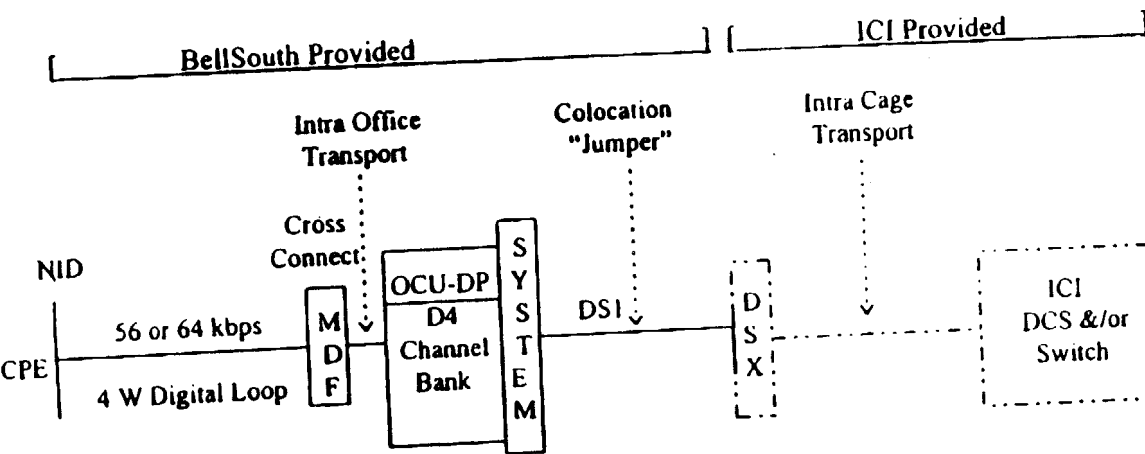 BellSouth Provided
ICI Provided
Intra Office
Transport
Colocation
"Jumper"
Intra Cage
Transport
Cross
Connect
NID
CPE
56 or 64 kbps
4 W Digital Loop
MDF
OCU-DP
D4
Channel
Bank
SYSTEM
DS1
DSX
ICI
DCS &/or
Switch